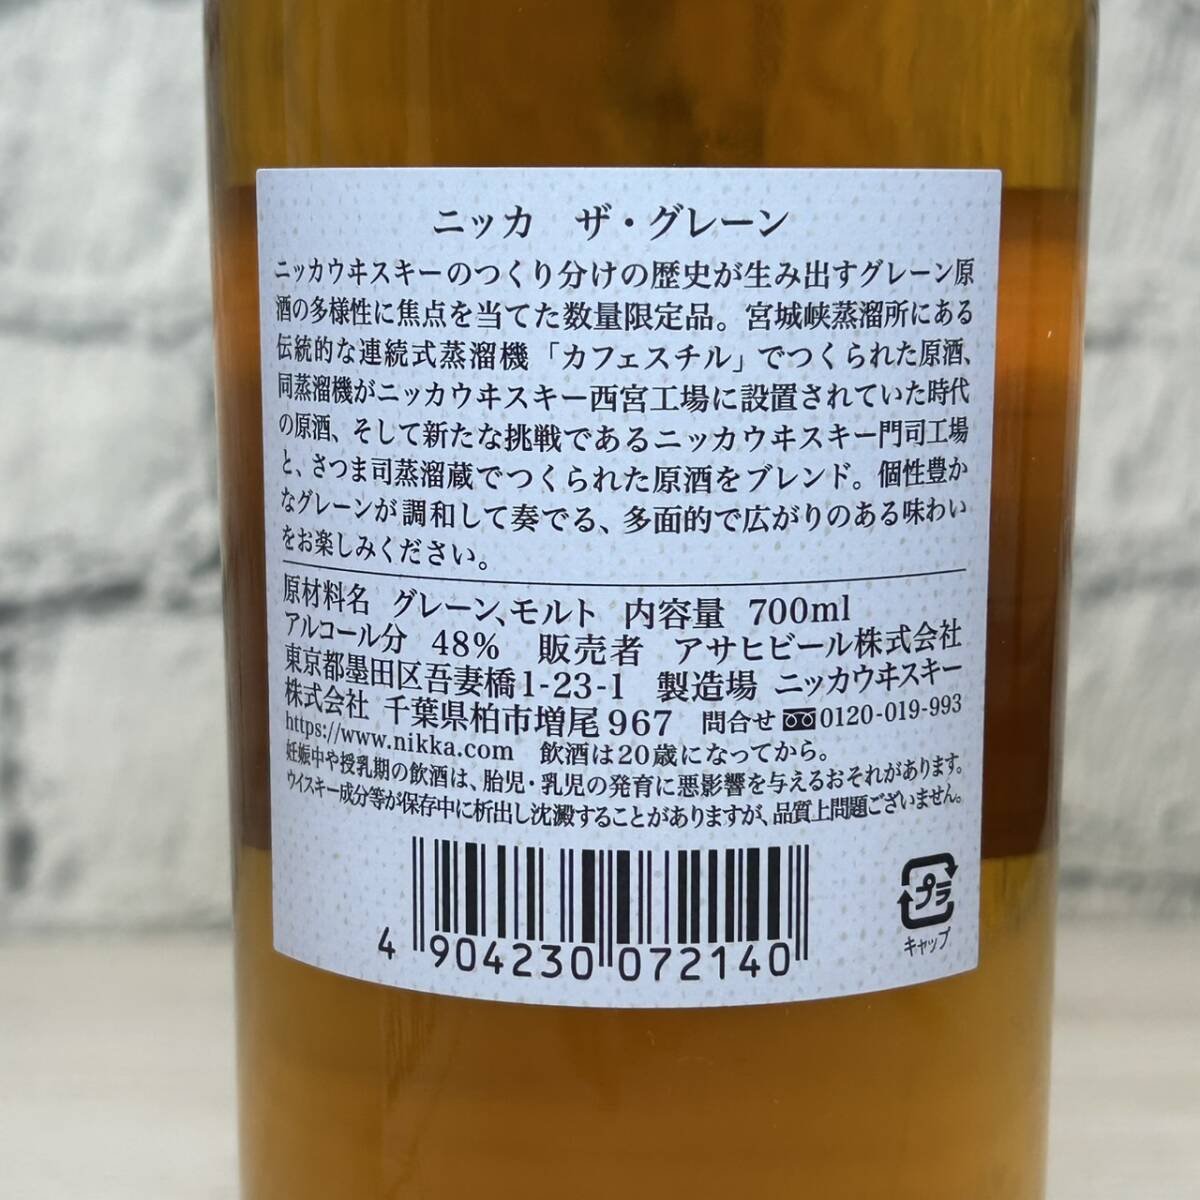 ニッカ　ザ・グレーン
ニッカウヰスキーのつくり分けの歴史が生み出すグレーン原
酒の多様性に焦点を当てた数量限定品。宮城峡蒸溜所にある
伝統的な連続式蒸溜機「カフェスチル」でつくられた原酒、
同蒸溜機がニッカウヰスキー西宮工場に設置されていた時代
の原酒、そして新たな挑戦であるニッカウヰスキー門司工場
と、さつま司蒸溜蔵でつくられた原酒をブレンド。個性豊か
なグレーンが調和して奏でる、多面的で広がりのある味わい
をお楽しみください。
原材料名 グレーン、モルト 内容量 700ml
アルコール分 48% 販売者 アサヒビール株式会社
東京都墨田区吾妻橋1-23-1 製造場 ニッカウヰスキー
株式会社 千葉県柏市増尾967 問合せ 0120-019-993
https://www.nikka.com 飲酒は20歳になってから。
妊娠中や授乳期の飲酒は、胎児・乳児の発育に悪影響を与えるおそれがあります。
ウイスキー成分等が保存中に析出し沈澱することがありますが、品質上問題ございません。
プラ
キャップ
4 904230 072140